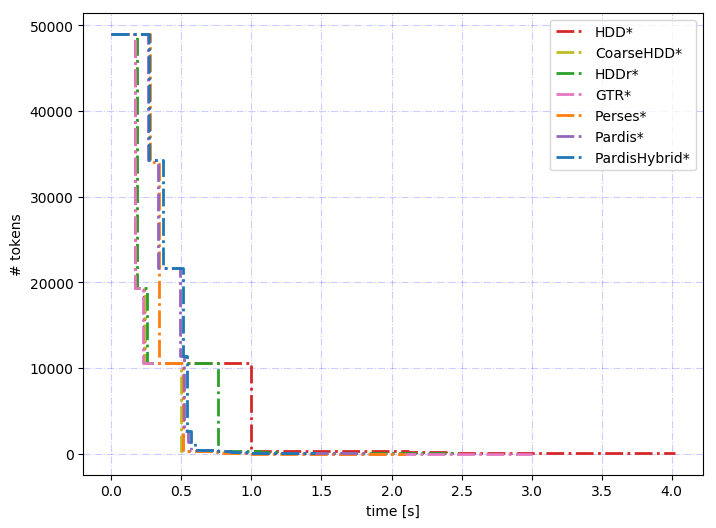 50000
40000
30000
20000
10000
0
# tokens
HDD*
CoarseHDD*
HDDr*
GTR*
Perses*
Pardis*
PardisHybrid*
0.0 0.5 1.0 1.5 2.0 2.5 3.0 3.5 4.0
time [s]